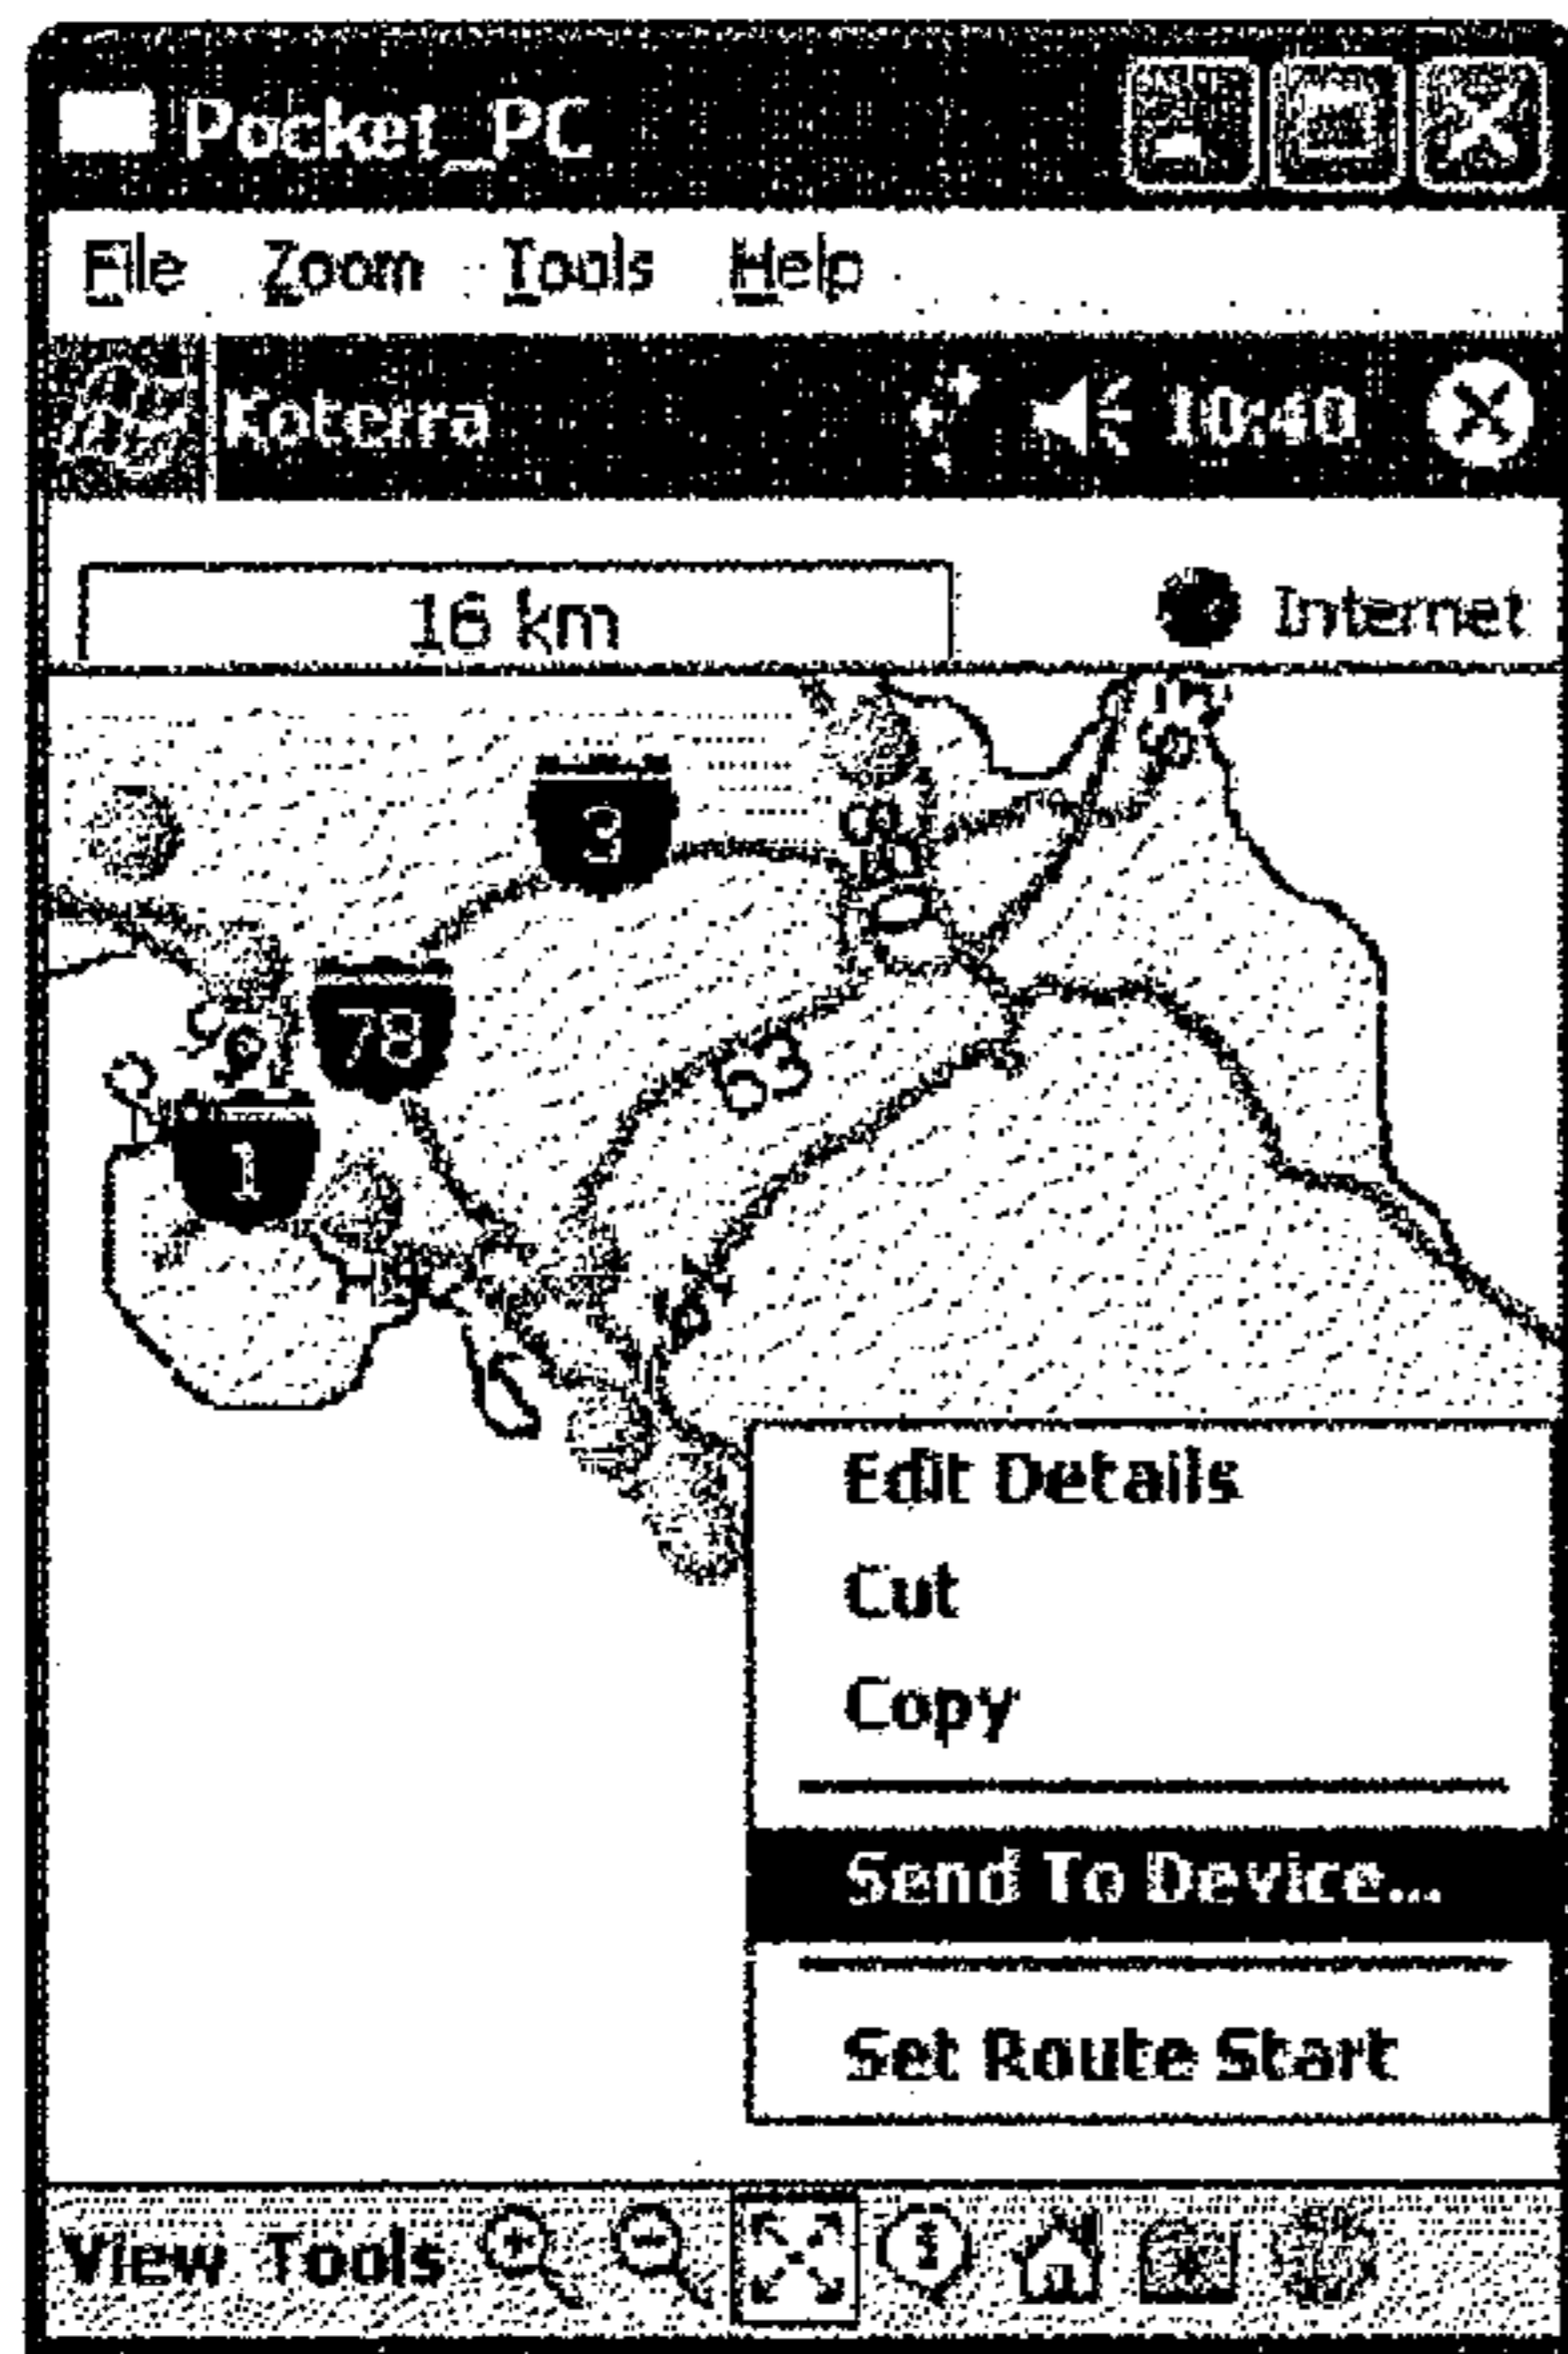 Pocket_PC
File Zoom Tools Help
Koterra 10:40
16 km Internet
3
78
63
1
Edit Details
Cut
Copy
Send To Device...
Set Route Start
View Tools